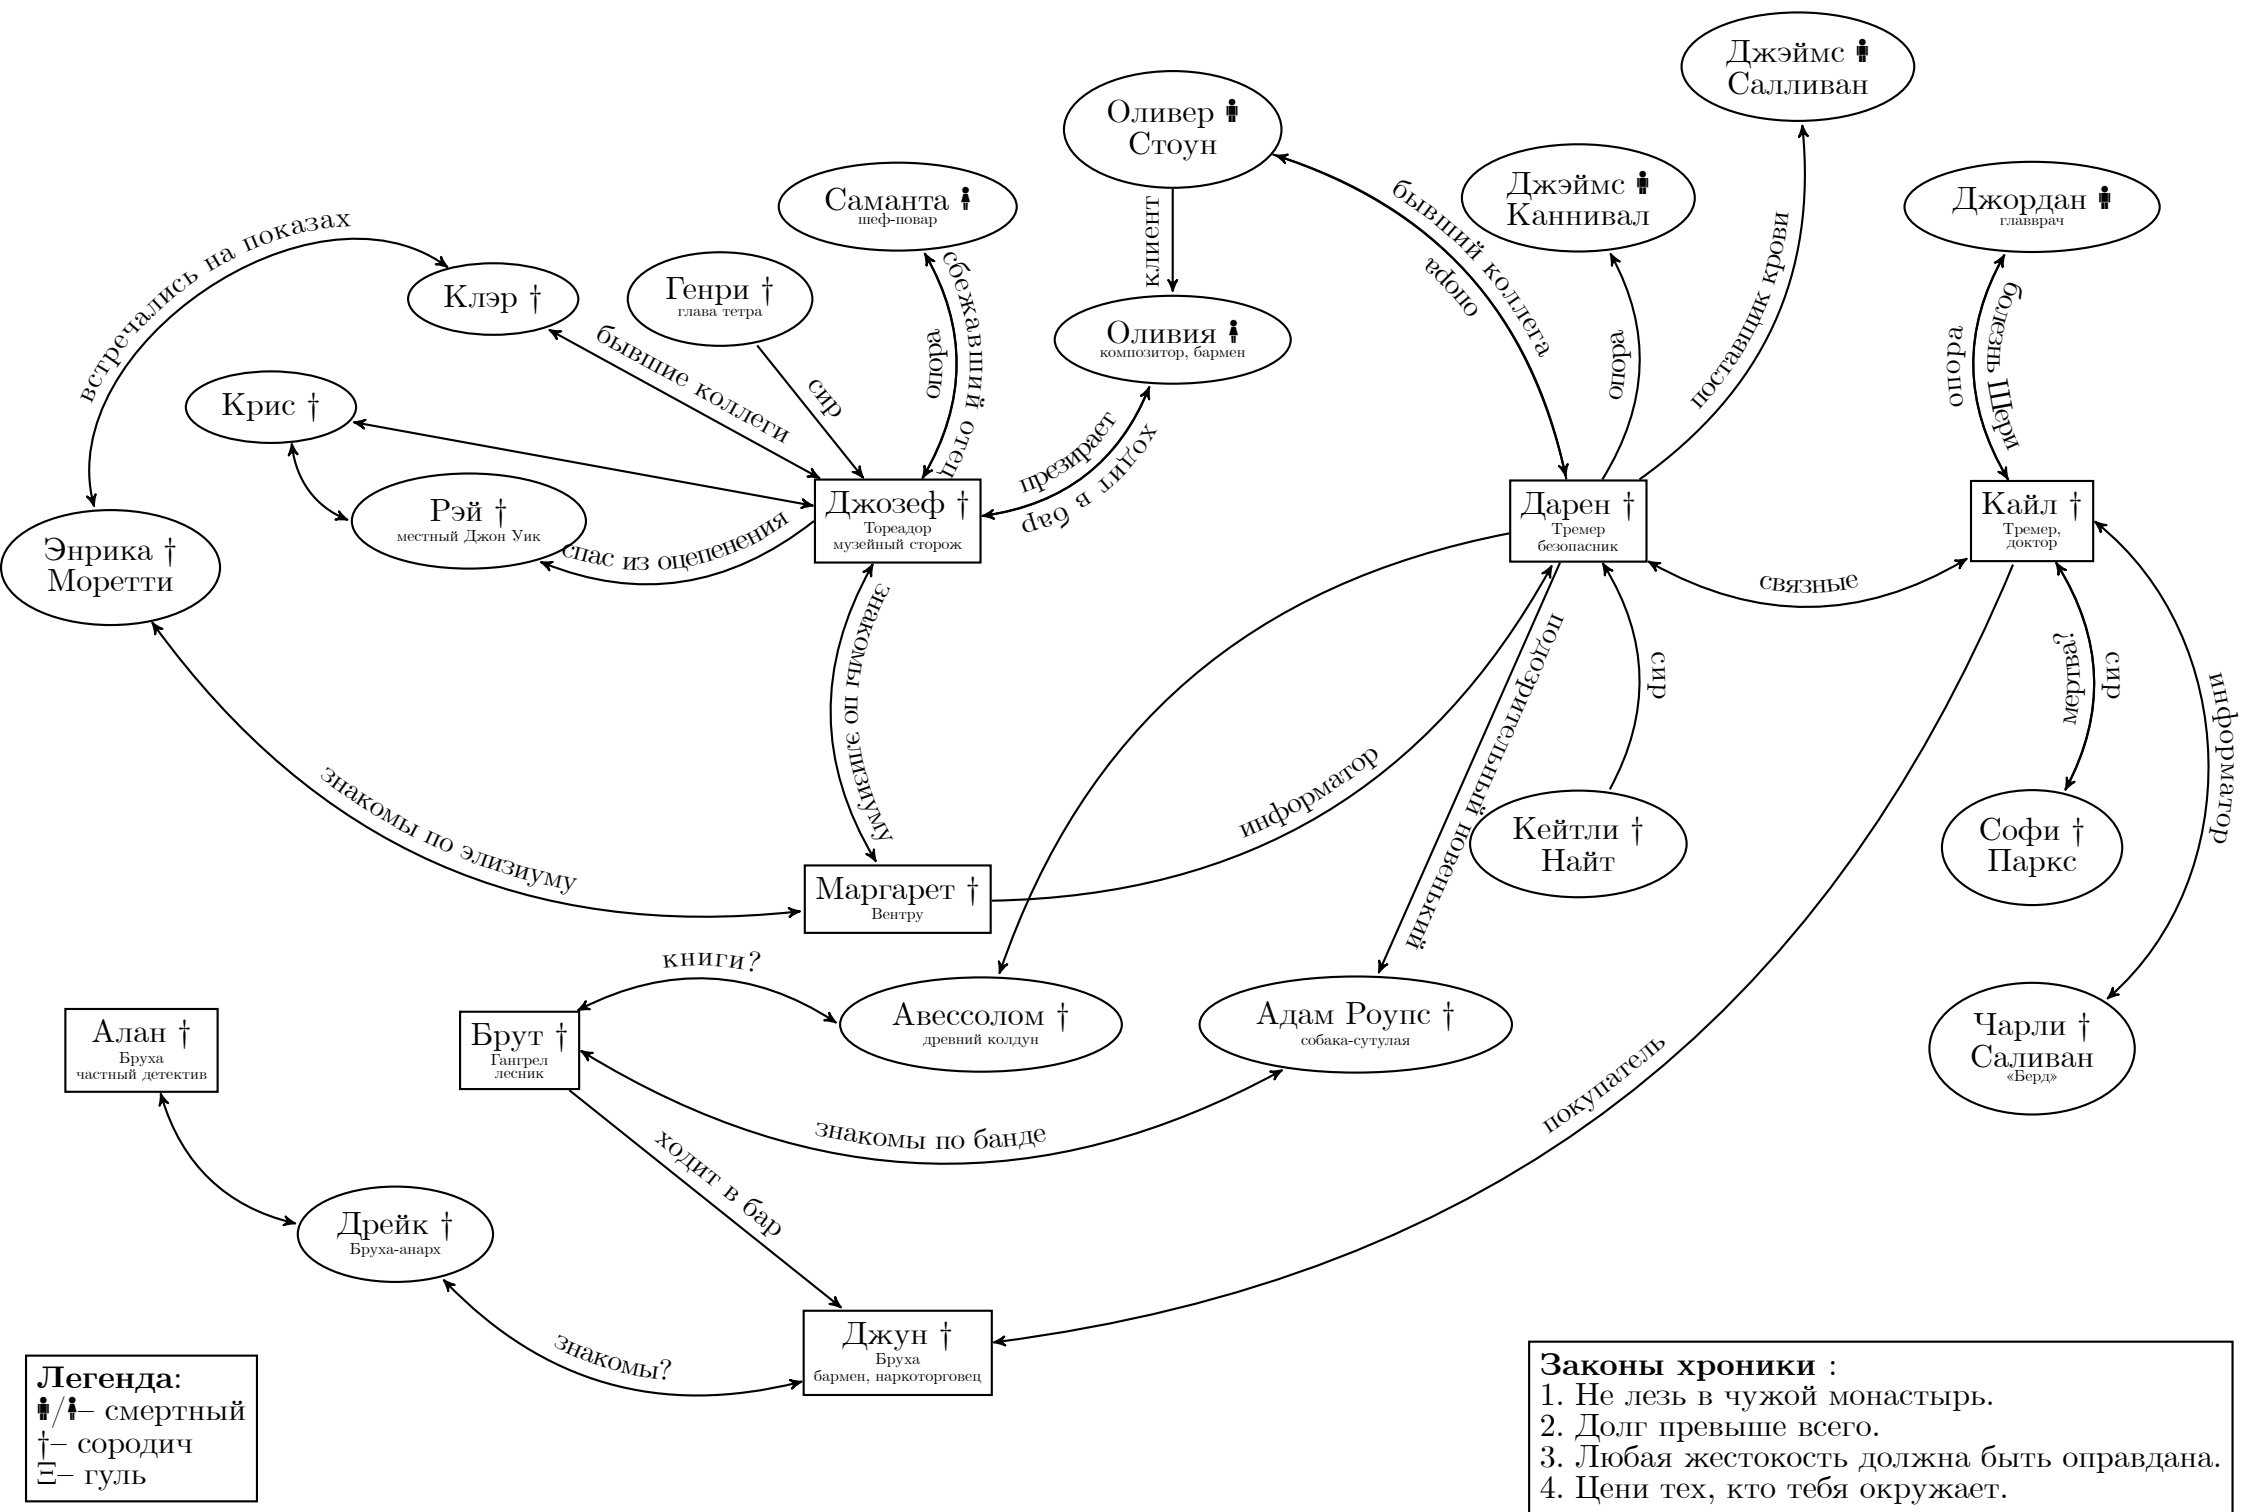 Джэймс
Салливан
Оливер
Стоун
Джэймс
Каннивал
Саманта
шеф-повар
Джордан
главврач
клиент
бывший коллега
опора
встречались на показах
Клэр †
Генри †
глава тетра
сбежавший отец
опора
Оливия
композитор, бармен
опора
поставщик крови
опора
болезнь Шери
Крис †
бывшие коллеги
сир
презирает
ходит в бар
Рэй †
местный Джон Уик
Джозеф †
Тореадор
музейный сторож
Дарен †
Тремер
безопасник
Кайл †
Тремер,
доктор
Энрика †
Моретти
спас из оцепенения
связные
знакомы по элизиуму
подозрительный новенький
сир
мертва?
сир
информатор
знакомы по элизиуму
информатор
Кейтли †
Найт
Софи †
Паркс
Маргарет †
Вентру
книги?
Авессолом †
древний колдун
Адам Роупс †
собака-сутулая
Чарли †
Саливан
«Берд»
Алан †
Бруха
частный детектив
Брут †
Гангрел
лесник
знакомы по банде
покупатель
ходит в бар
Дрейк †
Бруха-анарх
знакомы?
Джун †
Бруха
бармен, наркоторговец
Легенда:
/– смертный
†– сородич
Ξ– гуль
Законы хроники :
1. Не лезь в чужой монастырь.
2. Долг превыше всего.
3. Любая жестокость должна быть оправдана.
4. Цени тех, кто тебя окружает.